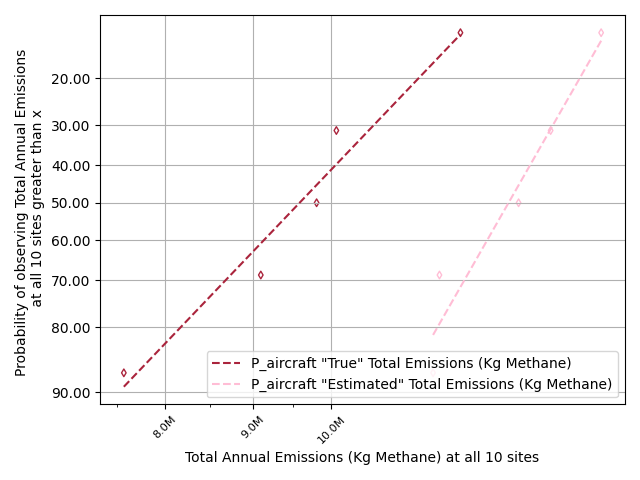 Probability of observing Total Annual Emissions
at all 10 sites greater than x
20.00
30.00
40.00
50.00
60.00
70.00
80.00
90.00
P_aircraft "True" Total Emissions (Kg Methane)
P_aircraft "Estimated" Total Emissions (Kg Methane)
8.0M
9.0M
10.0M
Total Annual Emissions (Kg Methane) at all 10 sites